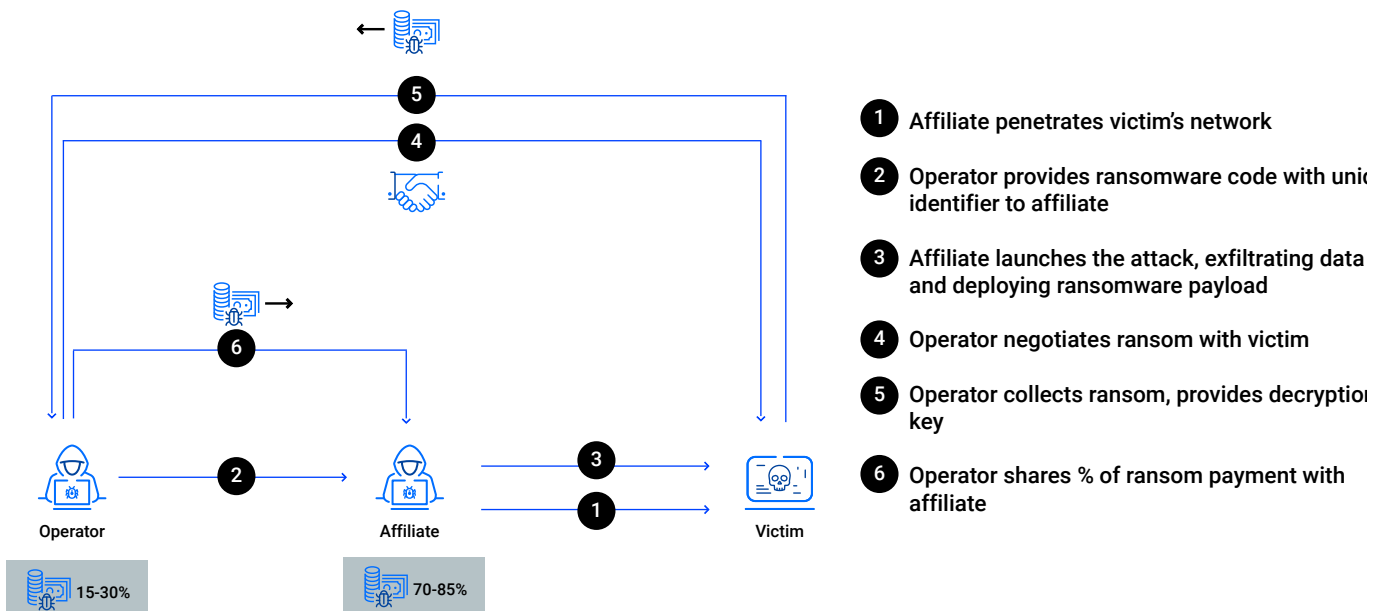 5
4
6
2
3
1
Operator
Affiliate
Victim
15-30%
70-85%
1 Affiliate penetrates victim's network
2 Operator provides ransomware code with
identifier to affiliate
3 Affiliate launches the attack, exfiltrating data
and deploying ransomware payload
4 Operator negotiates ransom with victim
5 Operator collects ransom, provides
key
6 Operator shares % of ransom payment with
affiliate